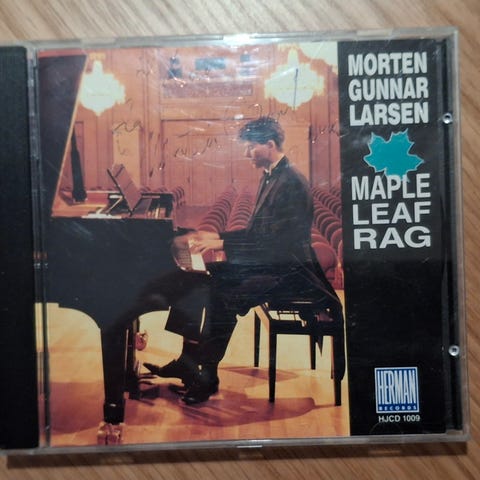 MORTEN
GUNNAR
LARSEN
MAPLE
LEAF
RAG
HERMAN
RECORDS
HJCD 1009